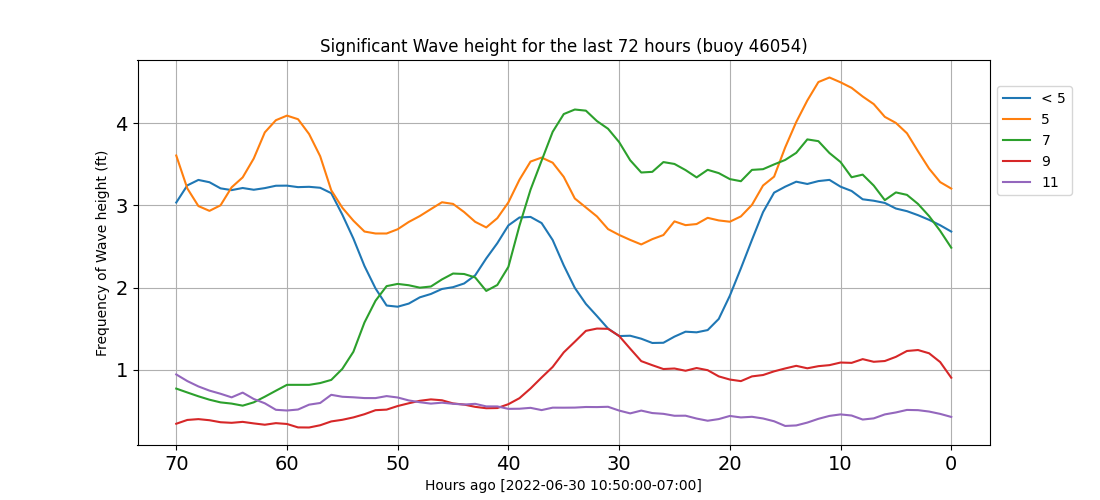 Significant Wave height for the last 72 hours (buoy 46054)
Frequency of Wave height (ft)
4
3
2
1
70 60 50 40 30 20 10 0
Hours ago [2022-06-30 10:50:00-07:00]
< 5
5
7
9
11